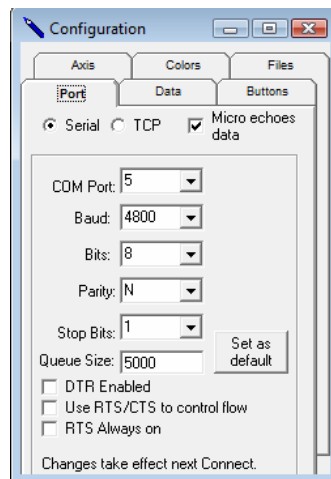 Configuration
Axis Colors Files
Port Data Buttons
Serial TCP Micro echoes data
COM Port: 5
Baud: 4800
Bits: 8
Parity: N
Stop Bits: 1
Set as default
Queue Size: 5000
DTR Enabled
Use RTS/CTS to control flow
RTS Always on
Changes take effect next Connect.